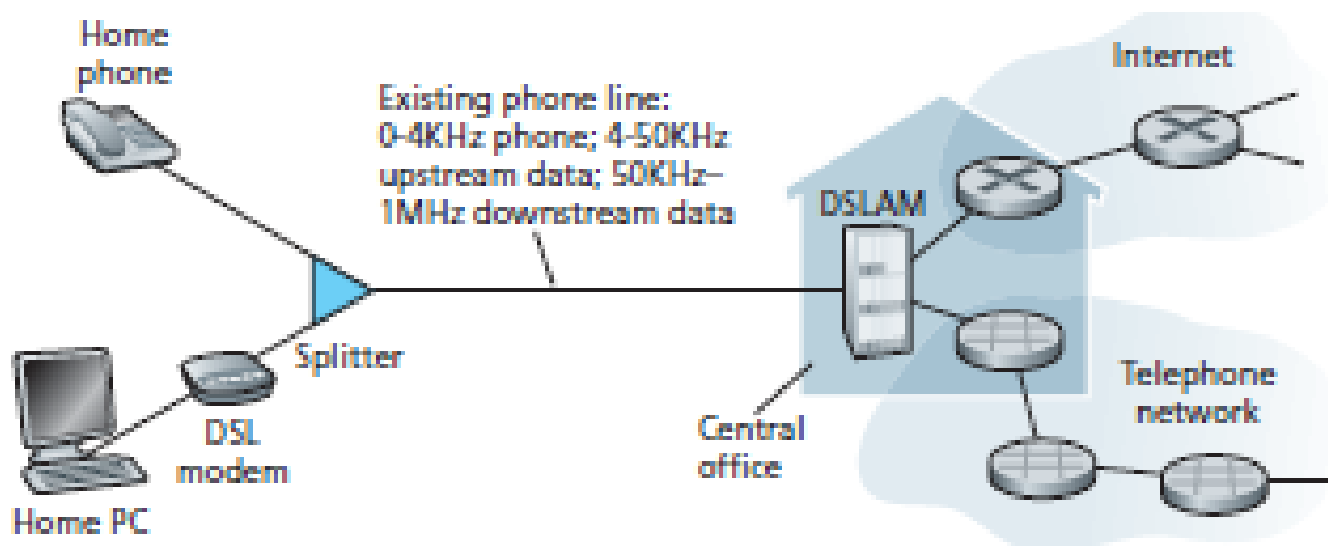 Home
phone
Existing phone line:
0-4KHz phone; 4-50KHz
upstream data; 50KHz–
1MHz downstream data
Internet
DSLAM
Splitter
DSL
modem
Home PC
Central
office
Telephone
network